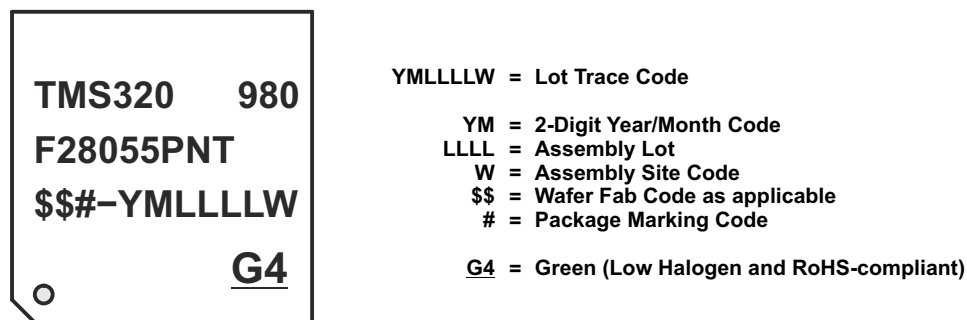 TMS320 980
F28055PNT
$$#−YMLLLLW
G4
YMLLLLW = Lot Trace Code
YM = 2-Digit Year/Month Code
LLLL = Assembly Lot
W = Assembly Site Code
$$ = Wafer Fab Code as applicable
# = Package Marking Code
G4 = Green (Low Halogen and RoHS-compliant)